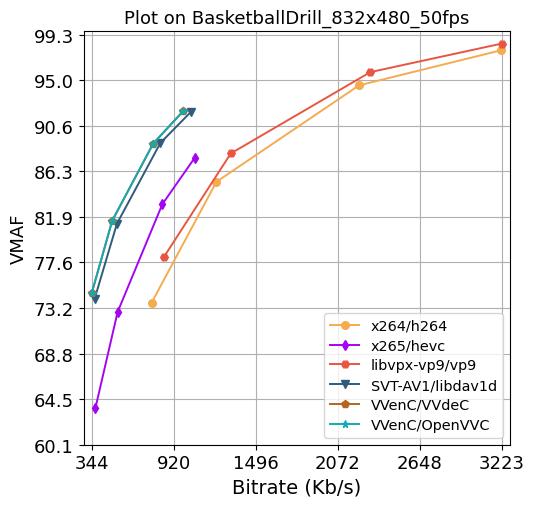 Plot on BasketballDrill_832x480_50fps
99.3
95.0
90.6
86.3
81.9
77.6
73.2
68.8
64.5
60.1
VMAF
x264/h264
x265/hevc
libvpx-vp9/vp9
SVT-AV1/libdav1d
VVenC/VVdeC
VVenC/OpenVVC
344 920 1496 2072 2648 3223
Bitrate (Kb/s)